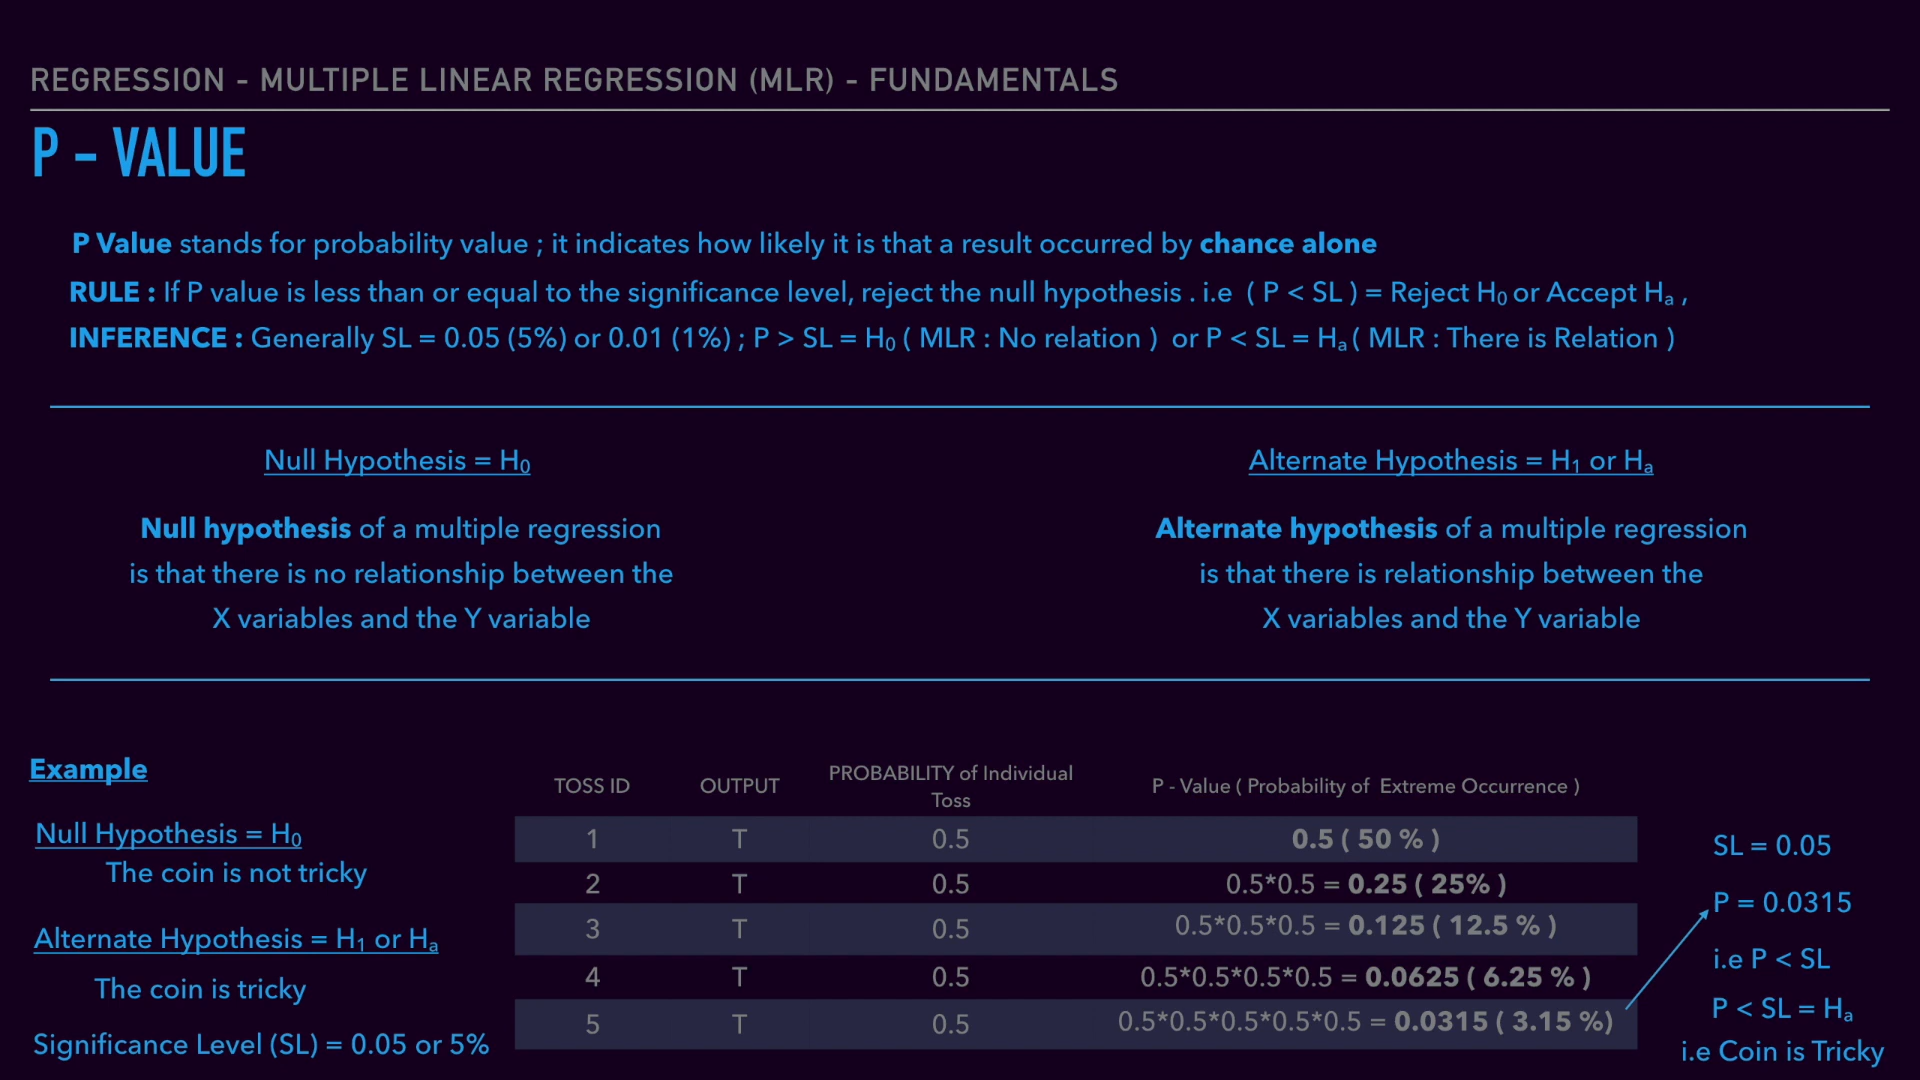 REGRESSION - MULTIPLE LINEAR REGRESSION (MLR) - FUNDAMENTALS
P - VALUE
P Value stands for probability value ; it indicates how likely it is that a result occurred by chance alone
RULE : If P value is less than or equal to the significance level, reject the null hypothesis . i.e ( P < SL ) = Reject H0 or Accept Ha ,
INFERENCE : Generally SL = 0.05 (5%) or 0.01 (1%) ; P > SL = H0 ( MLR : No relation ) or P < SL = Ha ( MLR : There is Relation )
Null Hypothesis = H0
Null hypothesis of a multiple regression
is that there is no relationship between the
X variables and the Y variable
Alternate Hypothesis = H1 or Ha
Alternate hypothesis of a multiple regression
is that there is relationship between the
X variables and the Y variable
Example
Null Hypothesis = H0
The coin is not tricky
Alternate Hypothesis = H1 or Ha
The coin is tricky
Significance Level (SL) = 0.05 or 5%
TOSS ID OUTPUT PROBABILITY of Individual Toss P - Value ( Probability of Extreme Occurrence )
1 T 0.5 0.5 ( 50 % )
2 T 0.5 0.5*0.5 = 0.25 ( 25% )
3 T 0.5 0.5*0.5*0.5 = 0.125 ( 12.5 % )
4 T 0.5 0.5*0.5*0.5*0.5 = 0.0625 ( 6.25 % )
5 T 0.5 0.5*0.5*0.5*0.5*0.5 = 0.0315 ( 3.15 %)
SL = 0.05
P = 0.0315
i.e P < SL
P < SL = Ha
i.e Coin is Tricky